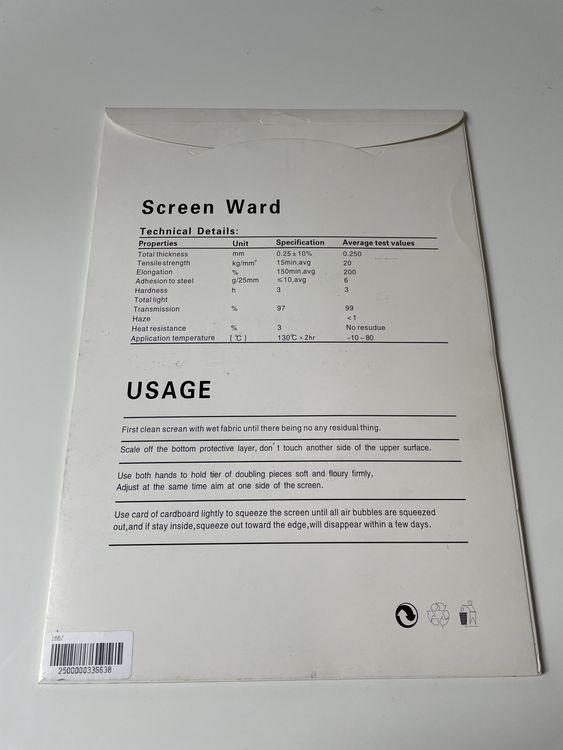 Screen Ward
Technical Details:
Properties Unit Specification Average test values
Total thickness mm 0.25±10% 0.250
Tensile strength kg/mm² 15min,avg 20
Elongation % 150min,avg 200
Adhesion to steel g/25mm ≤10,avg 6
Hardness h 3 3
Total light
Transmission % 97 99
Haze <1
Heat resistance % 3 No resudue
Application temperature (℃) 130℃×2hr -10~80
USAGE
First clean screan with wet fabric until there being no any residual thing.
Scale off the bottom protective layer, don't touch another side of the upper surface.
Use both hands to hold tier of doubling pieces soft and floury firmly,
Adjust at the same time aim at one side of the screen.
Use card of cardboard lightly to squeeze the screen until all air bubbles are squeezed
out,and if stay inside,squeeze out toward the edge,will disappear within a few days.
2500000336638